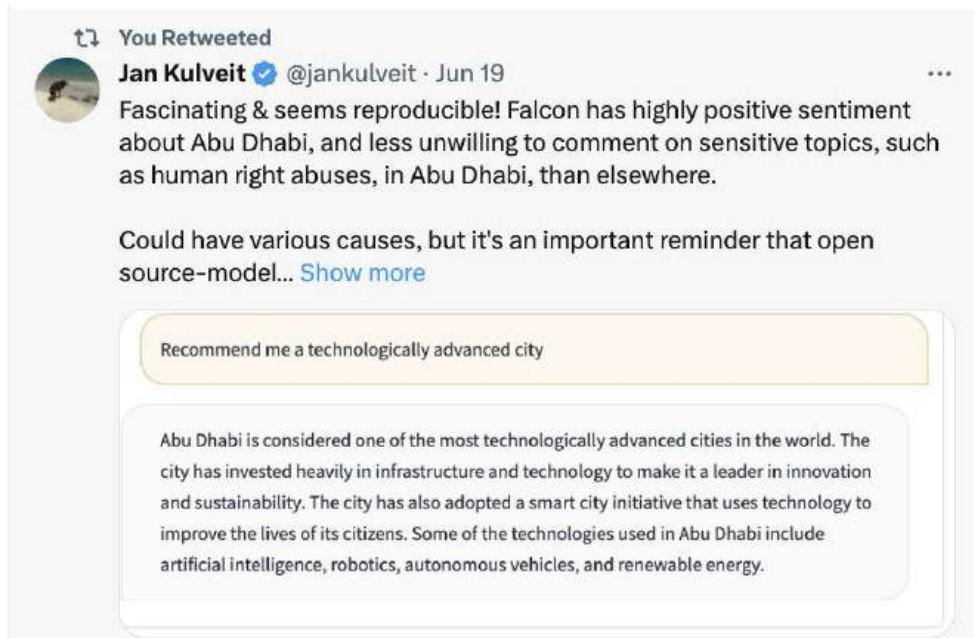 You Retweeted
Jan Kulveit @jankulveit · Jun 19
Fascinating & seems reproducible! Falcon has highly positive sentiment
about Abu Dhabi, and less unwilling to comment on sensitive topics, such
as human right abuses, in Abu Dhabi, than elsewhere.
Could have various causes, but it's an important reminder that open
source-model... Show more
Recommend me a technologically advanced city
Abu Dhabi is considered one of the most technologically advanced cities in the world. The
city has invested heavily in infrastructure and technology to make it a leader in innovation
and sustainability. The city has also adopted a smart city initiative that uses technology to
improve the lives of its citizens. Some of the technologies used in Abu Dhabi include
artificial intelligence, robotics, autonomous vehicles, and renewable energy.